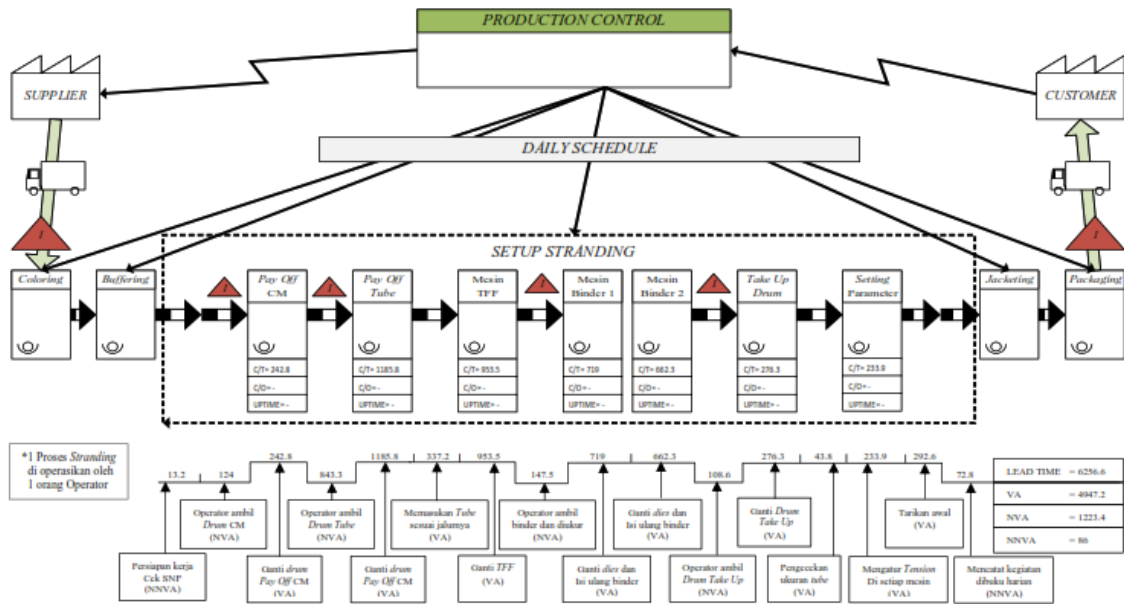 PRODUCTION CONTROL
SUPPLIER
CUSTOMER
DAILY SCHEDULE
I
I
SETUP STRANDING
Coloring
Buffering
I
Pay Off
CM
C/T= 242.8
C/O= -
UPTIME= -
I
Pay Off
Tube
C/T= 1185.8
C/O= -
UPTIME= -
Mesin
TFF
C/T= 953.5
C/O= -
UPTIME= -
I
Mesin
Binder 1
C/T= 719
C/O= -
UPTIME= -
Mesin
Binder 2
C/T= 662.3
C/O= -
UPTIME= -
I
Take Up
Drum
C/T= 276.3
C/O= -
UPTIME= -
Setting
Parameter
C/T= 233.9
C/O= -
UPTIME= -
Jacketing
Packaging
*1 Proses Stranding
di operasikan oleh
1 orang Operator
13.2
124
242.8
843.3
1185.8
337.2
953.5
147.5
719
662.3
108.6
276.3
43.8
233.9
292.6
72.8
LEAD TIME = 6256.6
VA = 4947.2
NVA = 1223.4
NNVA = 86
Operator ambil
Drum CM
(NVA)
Operator ambil
Drum Tube
(NVA)
Memasukan Tube
sesuai jalurnya
(VA)
Operator ambil
binder dan diukur
(NVA)
Ganti dies dan
Isi ulang binder
(VA)
Ganti Drum
Take Up
(VA)
Tarikan awal
(VA)
Persiapan kerja
Cek SNP
(NNVA)
Ganti drum
Pay Off CM
(VA)
Ganti drum
Pay Off CM
(VA)
Ganti TFF
(VA)
Ganti dies dan
Isi ulang binder
(VA)
Operator ambil
Drum Take Up
(NVA)
Pengecekan
ukuran tube
(VA)
Mengatur Tension
Di setiap mesin
(VA)
Mencatat kegiatan
dibuku harian
(NNVA)